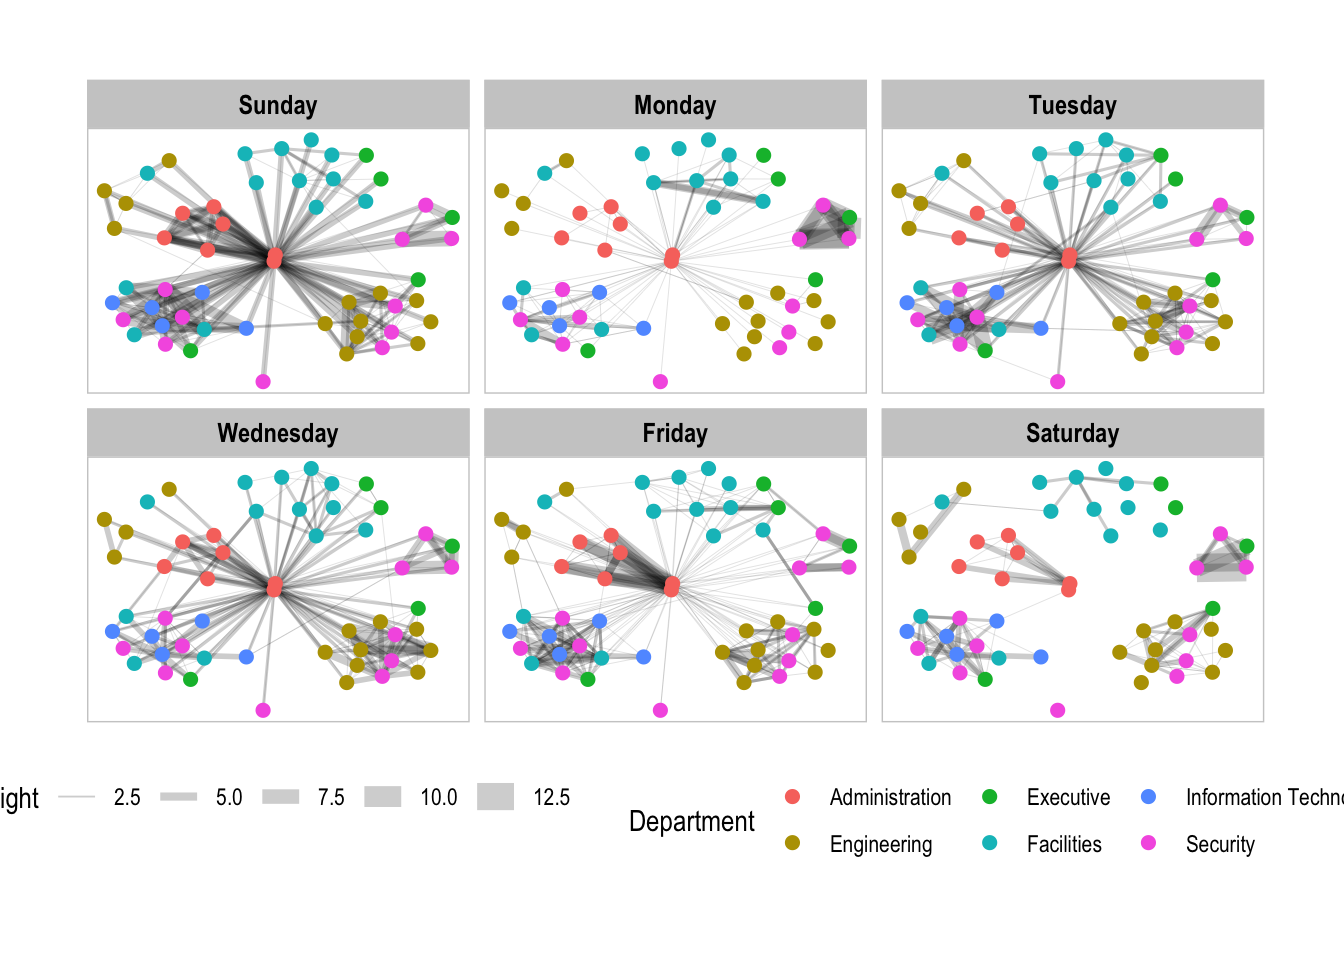 Sunday
Monday
Tuesday
Wednesday
Friday
Saturday
ight 2.5 5.0 7.5 10.0 12.5
Department
Administration Executive Information Techno
Engineering Facilities Security